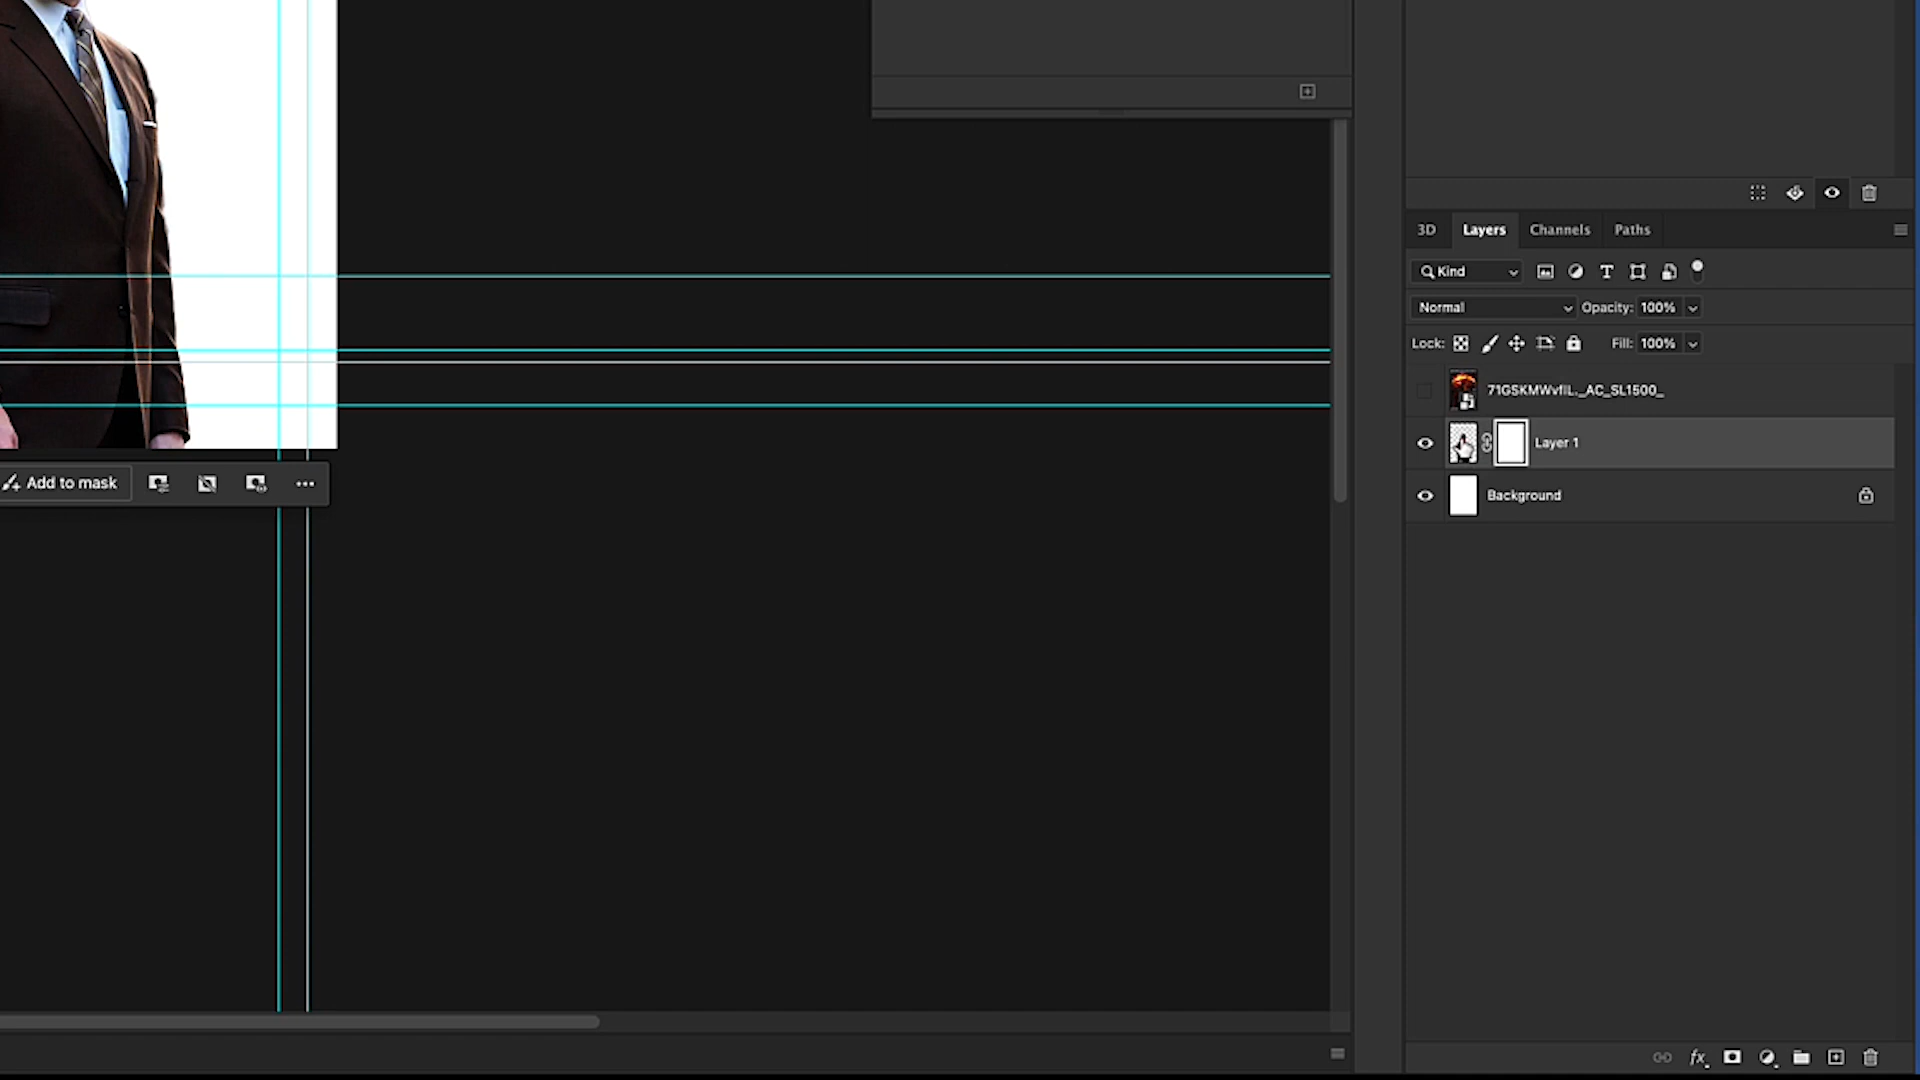 3D Layers Channels Paths
Kind
Normal Opacity: 100%
Lock: Fill: 100%
71GSKMWvflL._AC_SL1500_
Layer 1
Add to mask
Background
fx